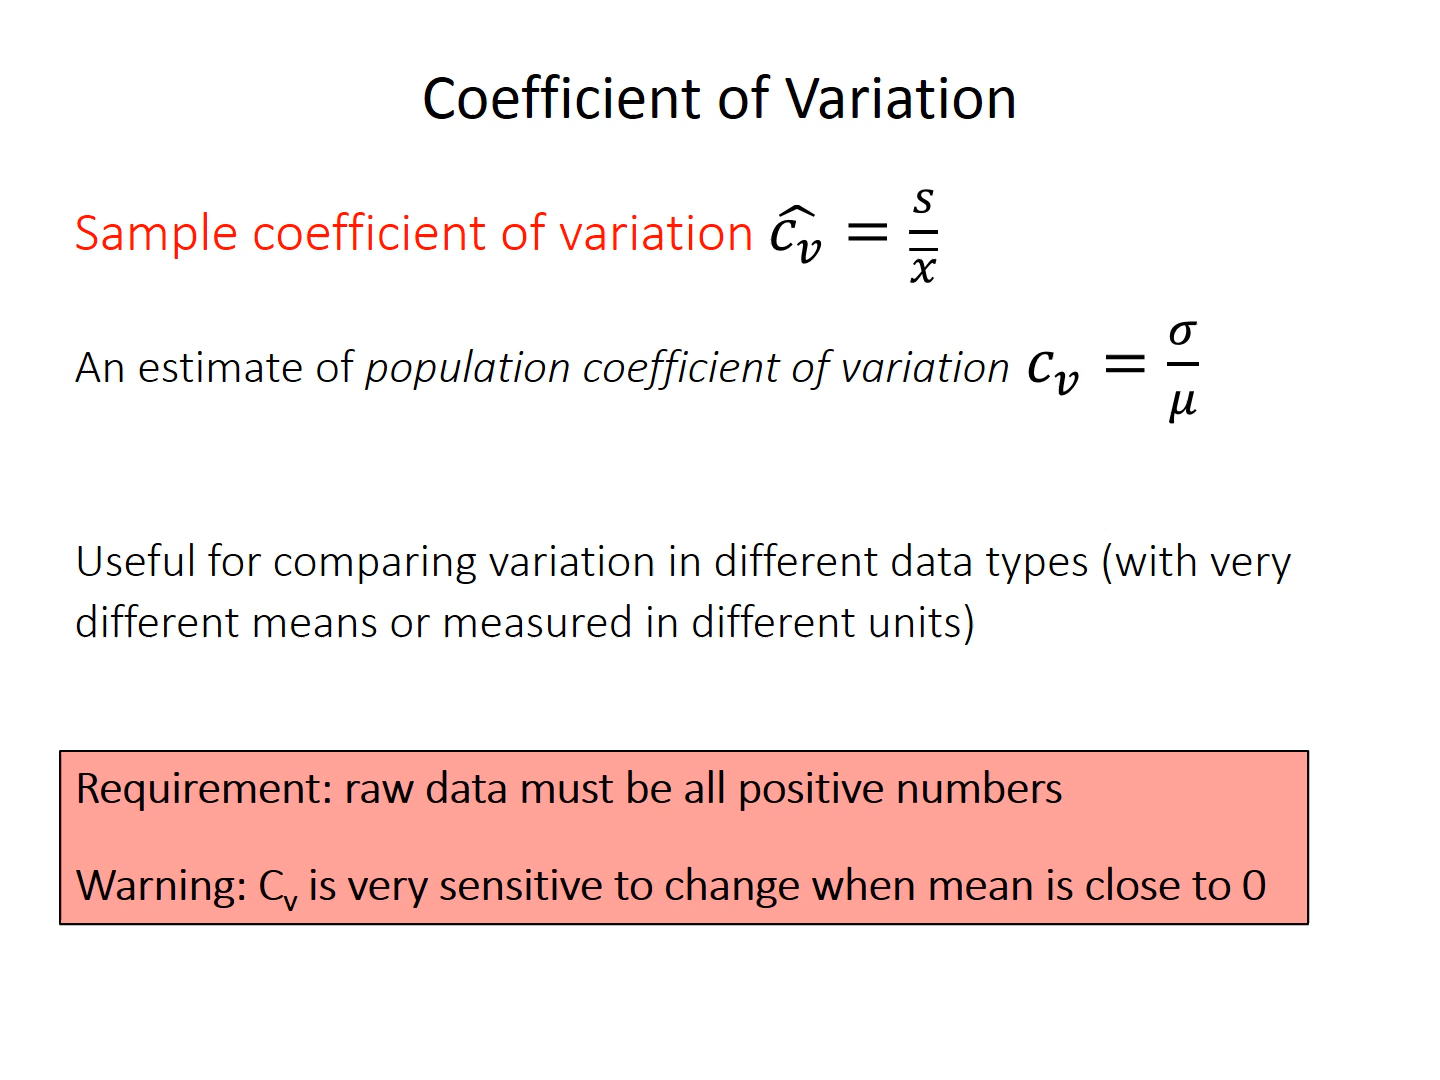 Coefficient of Variation
Sample coefficient of variation $\widehat{c_v} = \frac{s}{\overline{x}}$
An estimate of population coefficient of variation $c_v = \frac{\sigma}{\mu}$
Useful for comparing variation in different data types (with very
different means or measured in different units)
Requirement: raw data must be all positive numbers
Warning: C_v is very sensitive to change when mean is close to 0